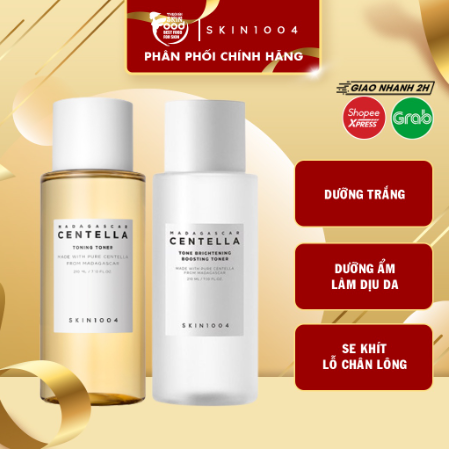 SKIN1004
PHÂN PHỐI CHÍNH HÃNG
GIAO NHANH 2H
Shopee
XPRESS
Grab
DƯỠNG TRẮNG
DƯỠNG ẨM
LÀM DỊU DA
SE KHÍT
LỖ CHÂN LÔNG
MADAGASCAR
CENTELLA
TONING TONER
MADE WITH PURE CENTELLA
FROM MADAGASCAR
SKIN1004
MADAGASCAR
CENTELLA
TONE BRIGHTENING
BOOSTING TONER
MADE WITH PURE CENTELLA
FROM MADAGASCAR
SKIN1004